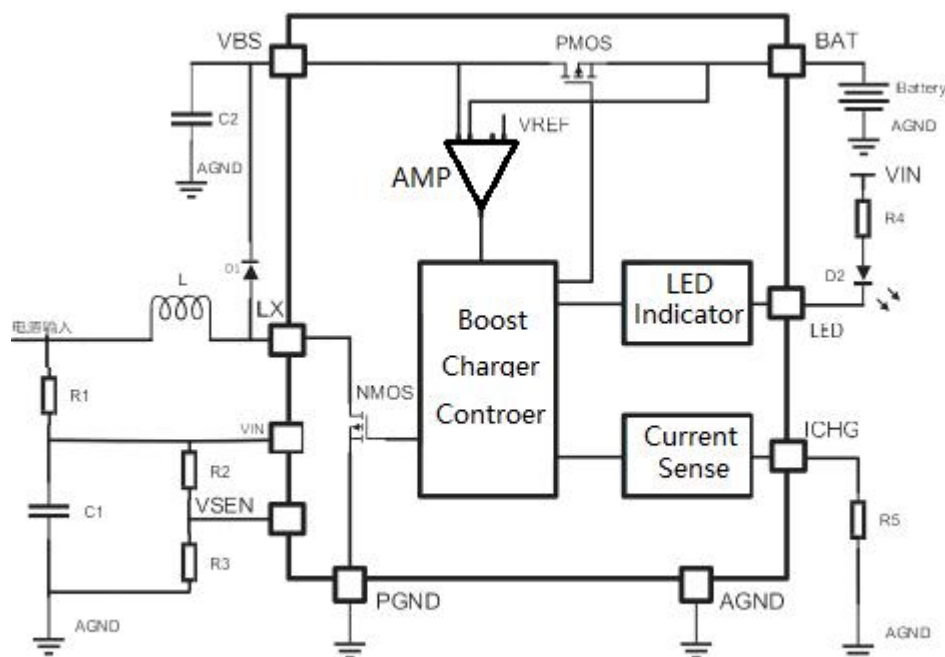 VBS
PMOS
BAT
C2
VREF
Battery
AGND
AGND
AMP
VIN
R4
D1
D2
L
LED
Indicator
LX
电源输入
Boost
Charger
Controer
LED
R1
NMOS
VIN
ICHG
R2
Current
Sense
VSEN
C1
R5
R3
PGND
AGND
AGND
AGND